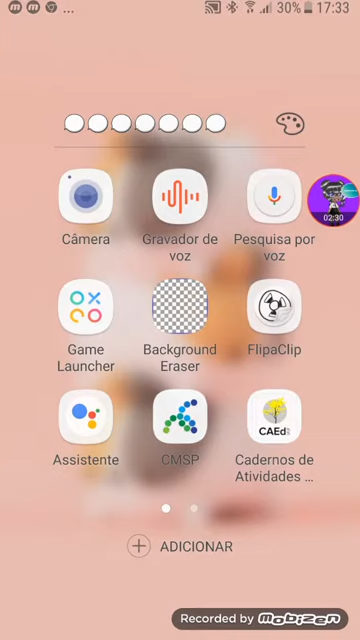 ... 30% 17:33
Câmera
Gravador de voz
Pesquisa por voz
02:30
Game Launcher
Background Eraser
FlipaClip
Assistente
CMSP
CAEd
Cadernos de Atividades ...
ADICIONAR
Recorded by Mobizen